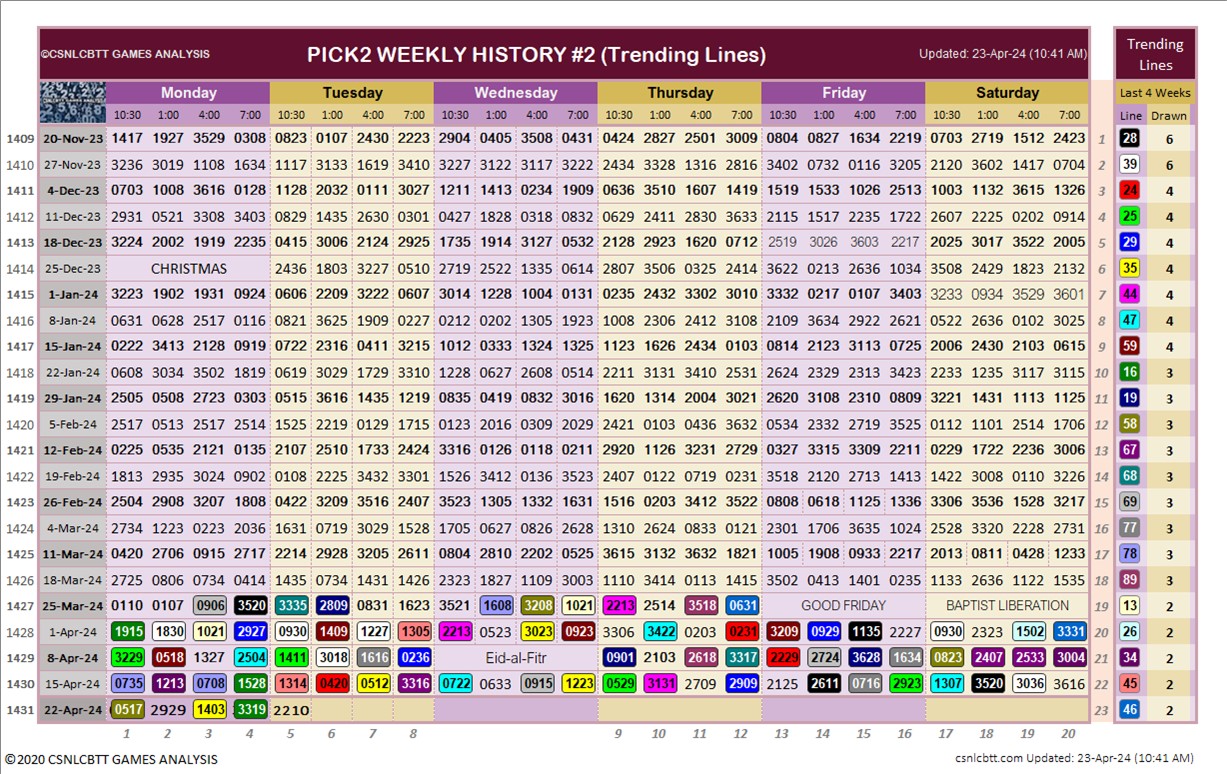 ©CSNLCBTT GAMES ANALYSIS PICK2 WEEKLY HISTORY #2 (Trending Lines) Updated: 23-Apr-24 (10:41 AM) Trending Lines
Monday Tuesday Wednesday Thursday Friday Saturday Last 4 Weeks
10:30 1:00 4:00 7:00 10:30 1:00 4:00 7:00 10:30 1:00 4:00 7:00 10:30 1:00 4:00 7:00 10:30 1:00 4:00 7:00 10:30 1:00 4:00 7:00 Line Drawn
1409 20-Nov-23 1417 1927 3529 0308 0823 0107 2430 2223 2904 0405 3508 0431 0424 2827 2501 3009 0804 0827 1634 2219 0703 2719 1512 2423 1 28 6
1410 27-Nov-23 3236 3019 1108 1634 1117 3133 1619 3410 3227 3122 3117 3222 2434 3328 1316 2816 3402 0732 0116 3205 2120 3602 1417 0704 2 39 6
1411 4-Dec-23 0703 1008 3616 0128 1128 2032 0111 3027 1211 1413 0234 1909 0636 3510 1607 1419 1519 1533 1026 2513 1003 1132 3615 1326 3 24 4
1412 11-Dec-23 2931 0521 3308 3403 0829 1435 2630 0301 0427 1828 0318 0832 0629 2411 2830 3633 2115 1517 2235 1722 2607 2225 0202 0914 4 25 4
1413 18-Dec-23 3224 2002 1919 2235 0415 3006 2124 2925 1735 1914 3127 0532 2128 2923 1620 0712 2519 3026 3603 2217 2025 3017 3522 2005 5 29 4
1414 25-Dec-23 CHRISTMAS 2436 1803 3227 0510 2719 2522 1335 0614 2807 3506 0325 2414 3622 0213 2636 1034 3508 2429 1823 2132 6 35 4
1415 1-Jan-24 3223 1902 1931 0924 0606 2209 3222 0607 3014 1228 1004 0131 0235 2432 0102 3010 3332 0217 0107 3403 3233 0934 3529 3601 7 44 4
1416 8-Jan-24 0631 0628 2517 0116 0821 3625 1909 0227 0212 0202 1305 1923 1008 2306 2412 3108 2109 3634 2922 2621 0522 2636 0102 3025 8 47 4
1417 15-Jan-24 0222 3413 2128 0919 0722 2316 0411 3215 1012 0333 1324 1325 1123 1626 2434 0103 0814 2123 3113 0725 2006 2430 2103 0615 9 59 4
1418 22-Jan-24 0608 3034 3502 1819 0619 3029 1729 3310 1228 0627 2608 0514 2211 3131 3410 2531 2624 2329 2313 3423 2233 1235 3117 3115 10 16 3
1419 29-Jan-24 2505 0508 2723 0303 0515 3616 1435 1219 0835 0419 0832 3016 1620 1314 2004 3021 2620 3108 2310 0809 3221 1431 1113 1125 11 19 3
1420 5-Feb-24 2517 0513 2517 2514 1525 2219 0129 1715 0123 2016 0309 2029 2421 0103 0436 3632 0534 2332 2719 3525 0112 1101 2514 1706 12 58 3
1421 12-Feb-24 0225 0535 2121 0135 2107 2510 1733 2424 3316 0126 0118 0211 2920 1126 3231 2729 0327 3315 3309 2211 0229 1722 2236 3006 13 67 3
1422 19-Feb-24 1813 2935 3024 0902 0108 2225 3432 3307 1526 3412 0136 3523 2407 0122 0719 0231 3518 2120 2713 1413 1422 3008 0110 3226 14 68 3
1423 26-Feb-24 2504 2908 3207 1808 0422 3209 3516 2407 3523 1305 1332 1631 1516 0203 3412 3522 0808 0618 1125 1336 3306 3536 1528 3217 15 69 3
1424 4-Mar-24 2734 1223 0223 2036 1631 0719 3029 1528 1705 0627 0826 2628 1310 2624 0833 0121 2301 1706 3635 1024 2528 3320 2228 2731 16 77 3
1425 11-Mar-24 0420 2706 0915 2717 2214 2928 3205 2611 0804 2810 2202 0525 3615 3132 3632 1821 1005 1908 0933 2217 2013 0811 0428 1233 17 78 3
1426 18-Mar-24 2725 0806 0734 0414 1435 0734 1431 1426 2323 1827 1109 3003 1110 3414 0113 1415 3502 0413 1401 0235 1133 2636 1122 1535 18 89 3
1427 25-Mar-24 0110 0107 0906 3520 3335 2809 0831 1623 3521 1608 3208 1021 2213 2514 3518 0631 GOOD FRIDAY BAPTIST LIBERATION 19 13 2
1428 1-Apr-24 1915 1830 1021 2927 0930 1409 1227 1305 2213 0523 3023 0923 3306 3422 0203 0231 3209 0929 1135 2227 0930 2323 1502 3331 20 26 2
1429 8-Apr-24 3229 0518 1327 2504 1411 3018 1616 0236 Eid-al-Fitr 0901 2103 2618 3317 2229 2724 3628 1634 0823 2407 2533 3004 21 34 2
1430 15-Apr-24 0735 1213 0708 1528 1314 0420 0512 3316 0722 0633 0915 1223 0529 3131 2709 2909 2125 2611 0716 2923 1307 3520 3036 3616 22 45 2
1431 22-Apr-24 0517 2929 1403 3319 2210 23 46 2
1 2 3 4 5 6 7 8 9 10 11 12 13 14 15 16 17 18 19 20
©2020 CSNLCBTT GAMES ANALYSIS csnlcbtt.com Updated: 23-Apr-24 (10:41 AM)